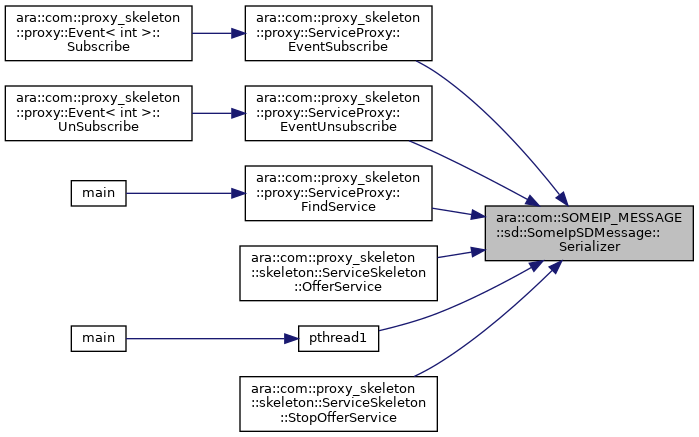 ara::com::proxy_skeleton
::proxy::Event< int >::
Subscribe
ara::com::proxy_skeleton
::proxy::ServiceProxy::
EventSubscribe
ara::com::proxy_skeleton
::proxy::Event< int >::
UnSubscribe
ara::com::proxy_skeleton
::proxy::ServiceProxy::
EventUnsubscribe
main
ara::com::proxy_skeleton
::proxy::ServiceProxy::
FindService
ara::com::SOMEIP_MESSAGE
::sd::SomeIpSDMessage::
Serializer
ara::com::proxy_skeleton
::skeleton::ServiceSkeleton
::OfferService
main
pthread1
ara::com::proxy_skeleton
::skeleton::ServiceSkeleton
::StopOfferService